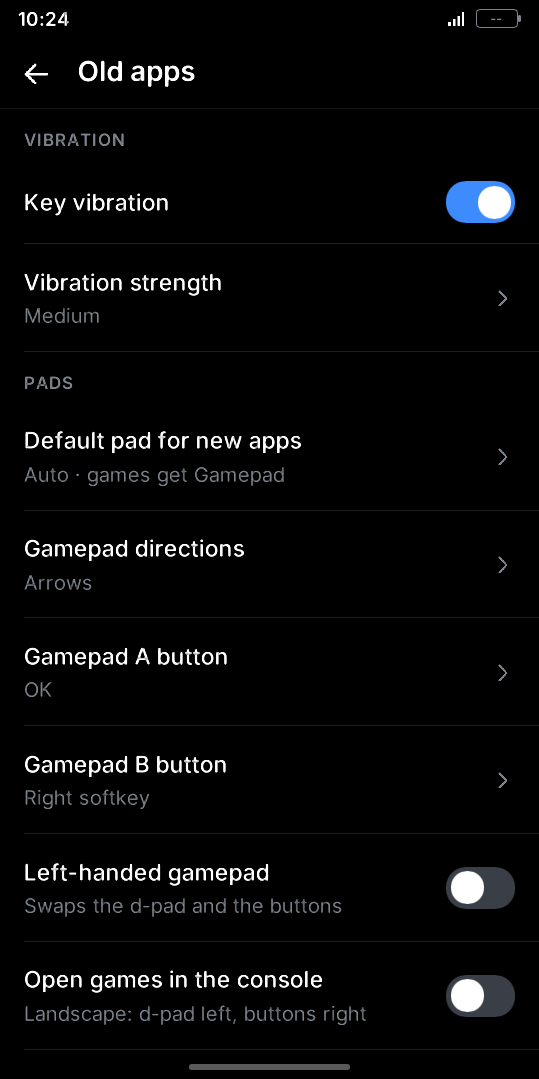 10:24
--
Old apps
VIBRATION
Key vibration
Vibration strength
Medium
PADS
Default pad for new apps
Auto · games get Gamepad
Gamepad directions
Arrows
Gamepad A button
OK
Gamepad B button
Right softkey
Left-handed gamepad
Swaps the d-pad and the buttons
Open games in the console
Landscape: d-pad left, buttons right